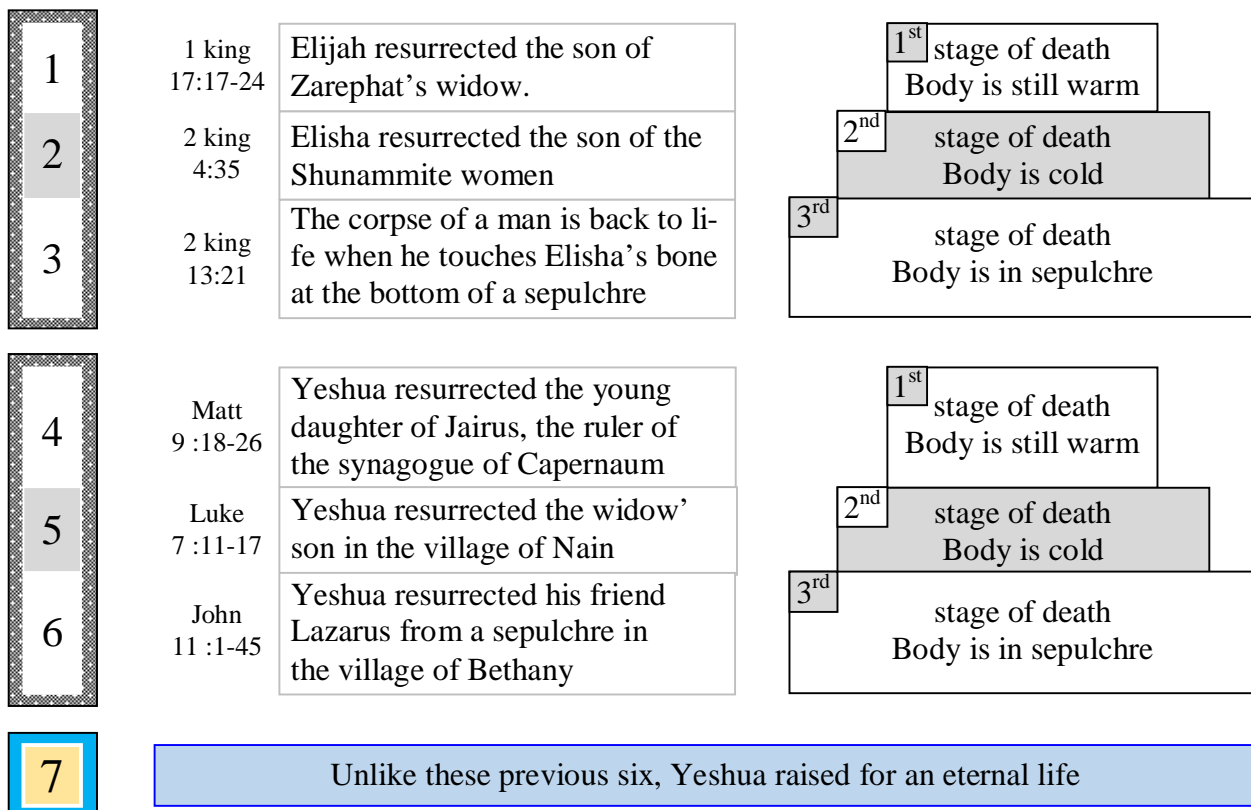 1
1 king
17:17-24
Elijah resurrected the son of
Zarephat’s widow.
1st
stage of death
Body is still warm
2
2 king
4:35
Elisha resurrected the son of the
Shunammite women
2nd
stage of death
Body is cold
3
2 king
13:21
The corpse of a man is back to li-
fe when he touches Elisha’s bone
at the bottom of a sepulchre
3rd
stage of death
Body is in sepulchre
4
Matt
9 :18-26
Yeshua resurrected the young
daughter of Jairus, the ruler of
the synagogue of Capernaum
1st
stage of death
Body is still warm
5
Luke
7 :11-17
Yeshua resurrected the widow’
son in the village of Nain
2nd
stage of death
Body is cold
6
John
11 :1-45
Yeshua resurrected his friend
Lazarus from a sepulchre in
the village of Bethany
3rd
stage of death
Body is in sepulchre
7
Unlike these previous six, Yeshua raised for an eternal life